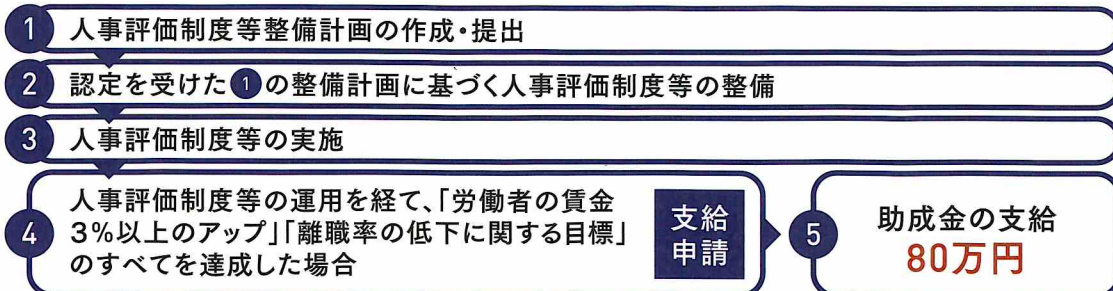 1 人事評価制度等整備計画の作成・提出
2 認定を受けた1の整備計画に基づく人事評価制度等の整備
3 人事評価制度等の実施
4 人事評価制度等の運用を経て、「労働者の賃金
3%以上のアップ」「離職率の低下に関する目標」
のすべてを達成した場合
支給
申請
5 助成金の支給
80万円